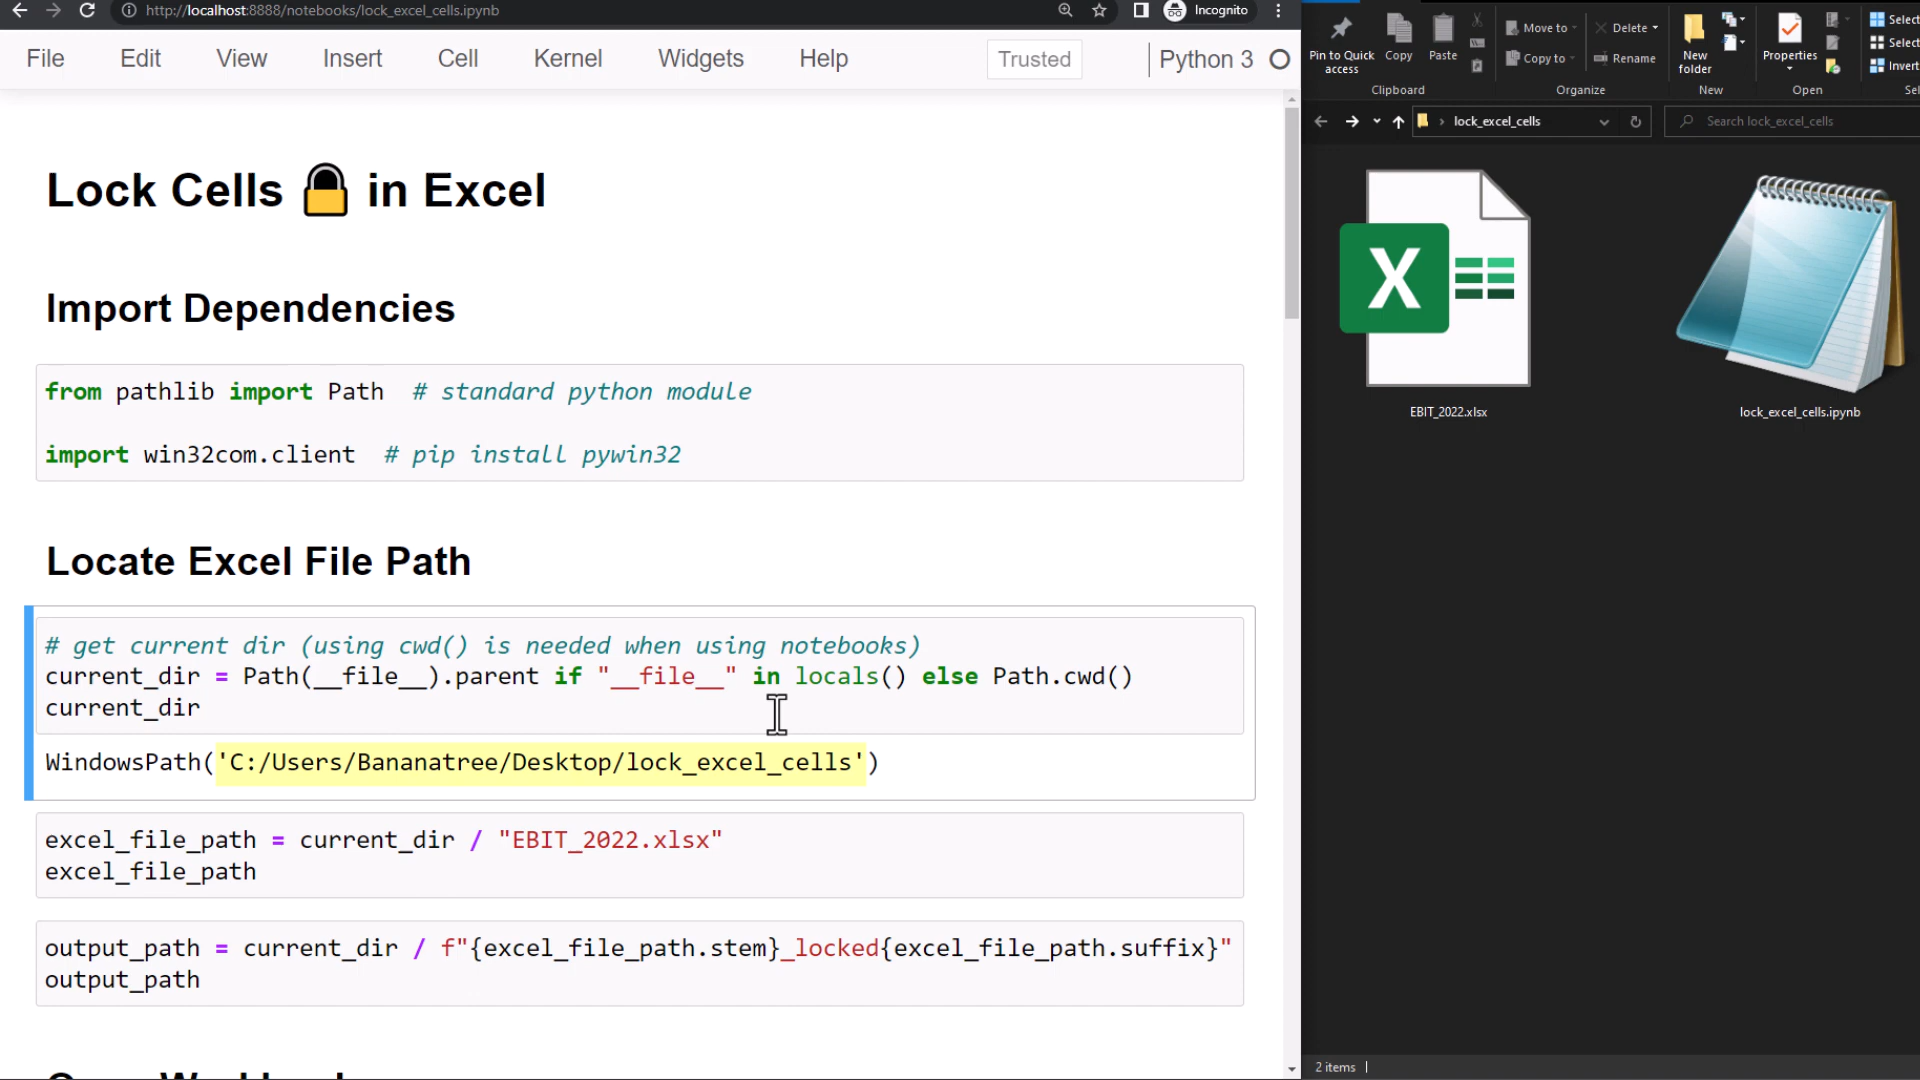 http://localhost:8888/notebooks/lock_excel_cells.ipynb
Incognito
File Edit View Insert Cell Kernel Widgets Help Trusted Python 3
Lock Cells 🔒 in Excel
Import Dependencies
from pathlib import Path # standard python module
import win32com.client # pip install pywin32
Locate Excel File Path
# get current dir (using cwd() is needed when using notebooks)
current_dir = Path(__file__).parent if "__file__" in locals() else Path.cwd()
current_dir
WindowsPath('C:/Users/Bananatree/Desktop/lock_excel_cells')
excel_file_path = current_dir / "EBIT_2022.xlsx"
excel_file_path
output_path = current_dir / f"{excel_file_path.stem}_locked{excel_file_path.suffix}"
output_path
Pin to Quick access
Copy
Paste
Clipboard
Move to
Copy to
Delete
Rename
Organize
New folder
New
Properties
Open
Select
Select
Invert
Sel
lock_excel_cells
Search lock_excel_cells
X
EBIT_2022.xlsx
lock_excel_cells.ipynb
2 items